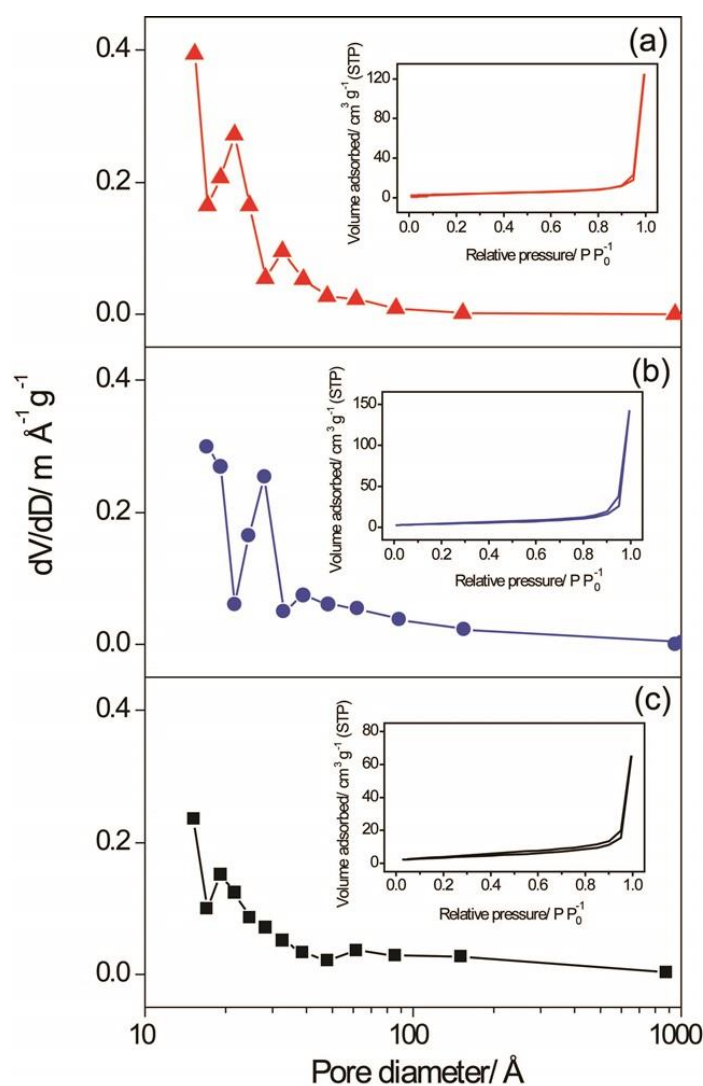 dV/dD/ m Å⁻¹g⁻¹
(a)
0.4
0.2
0.0
Volume adsorbed/ cm³ g⁻¹ (STP)
120
80
40
0
0.0 0.2 0.4 0.6 0.8 1.0
Relative pressure/ P P₀⁻¹
(b)
0.4
0.2
0.0
Volume adsorbed/ cm³ g⁻¹ (STP)
150
100
50
0
0.0 0.2 0.4 0.6 0.8 1.0
Relative pressure/ P P₀⁻¹
(c)
0.4
0.2
0.0
Volume adsorbed/ cm³ g⁻¹ (STP)
80
60
40
20
0
0.0 0.2 0.4 0.6 0.8 1.0
Relative pressure/ P P₀⁻¹
10 100 1000
Pore diameter/ Å